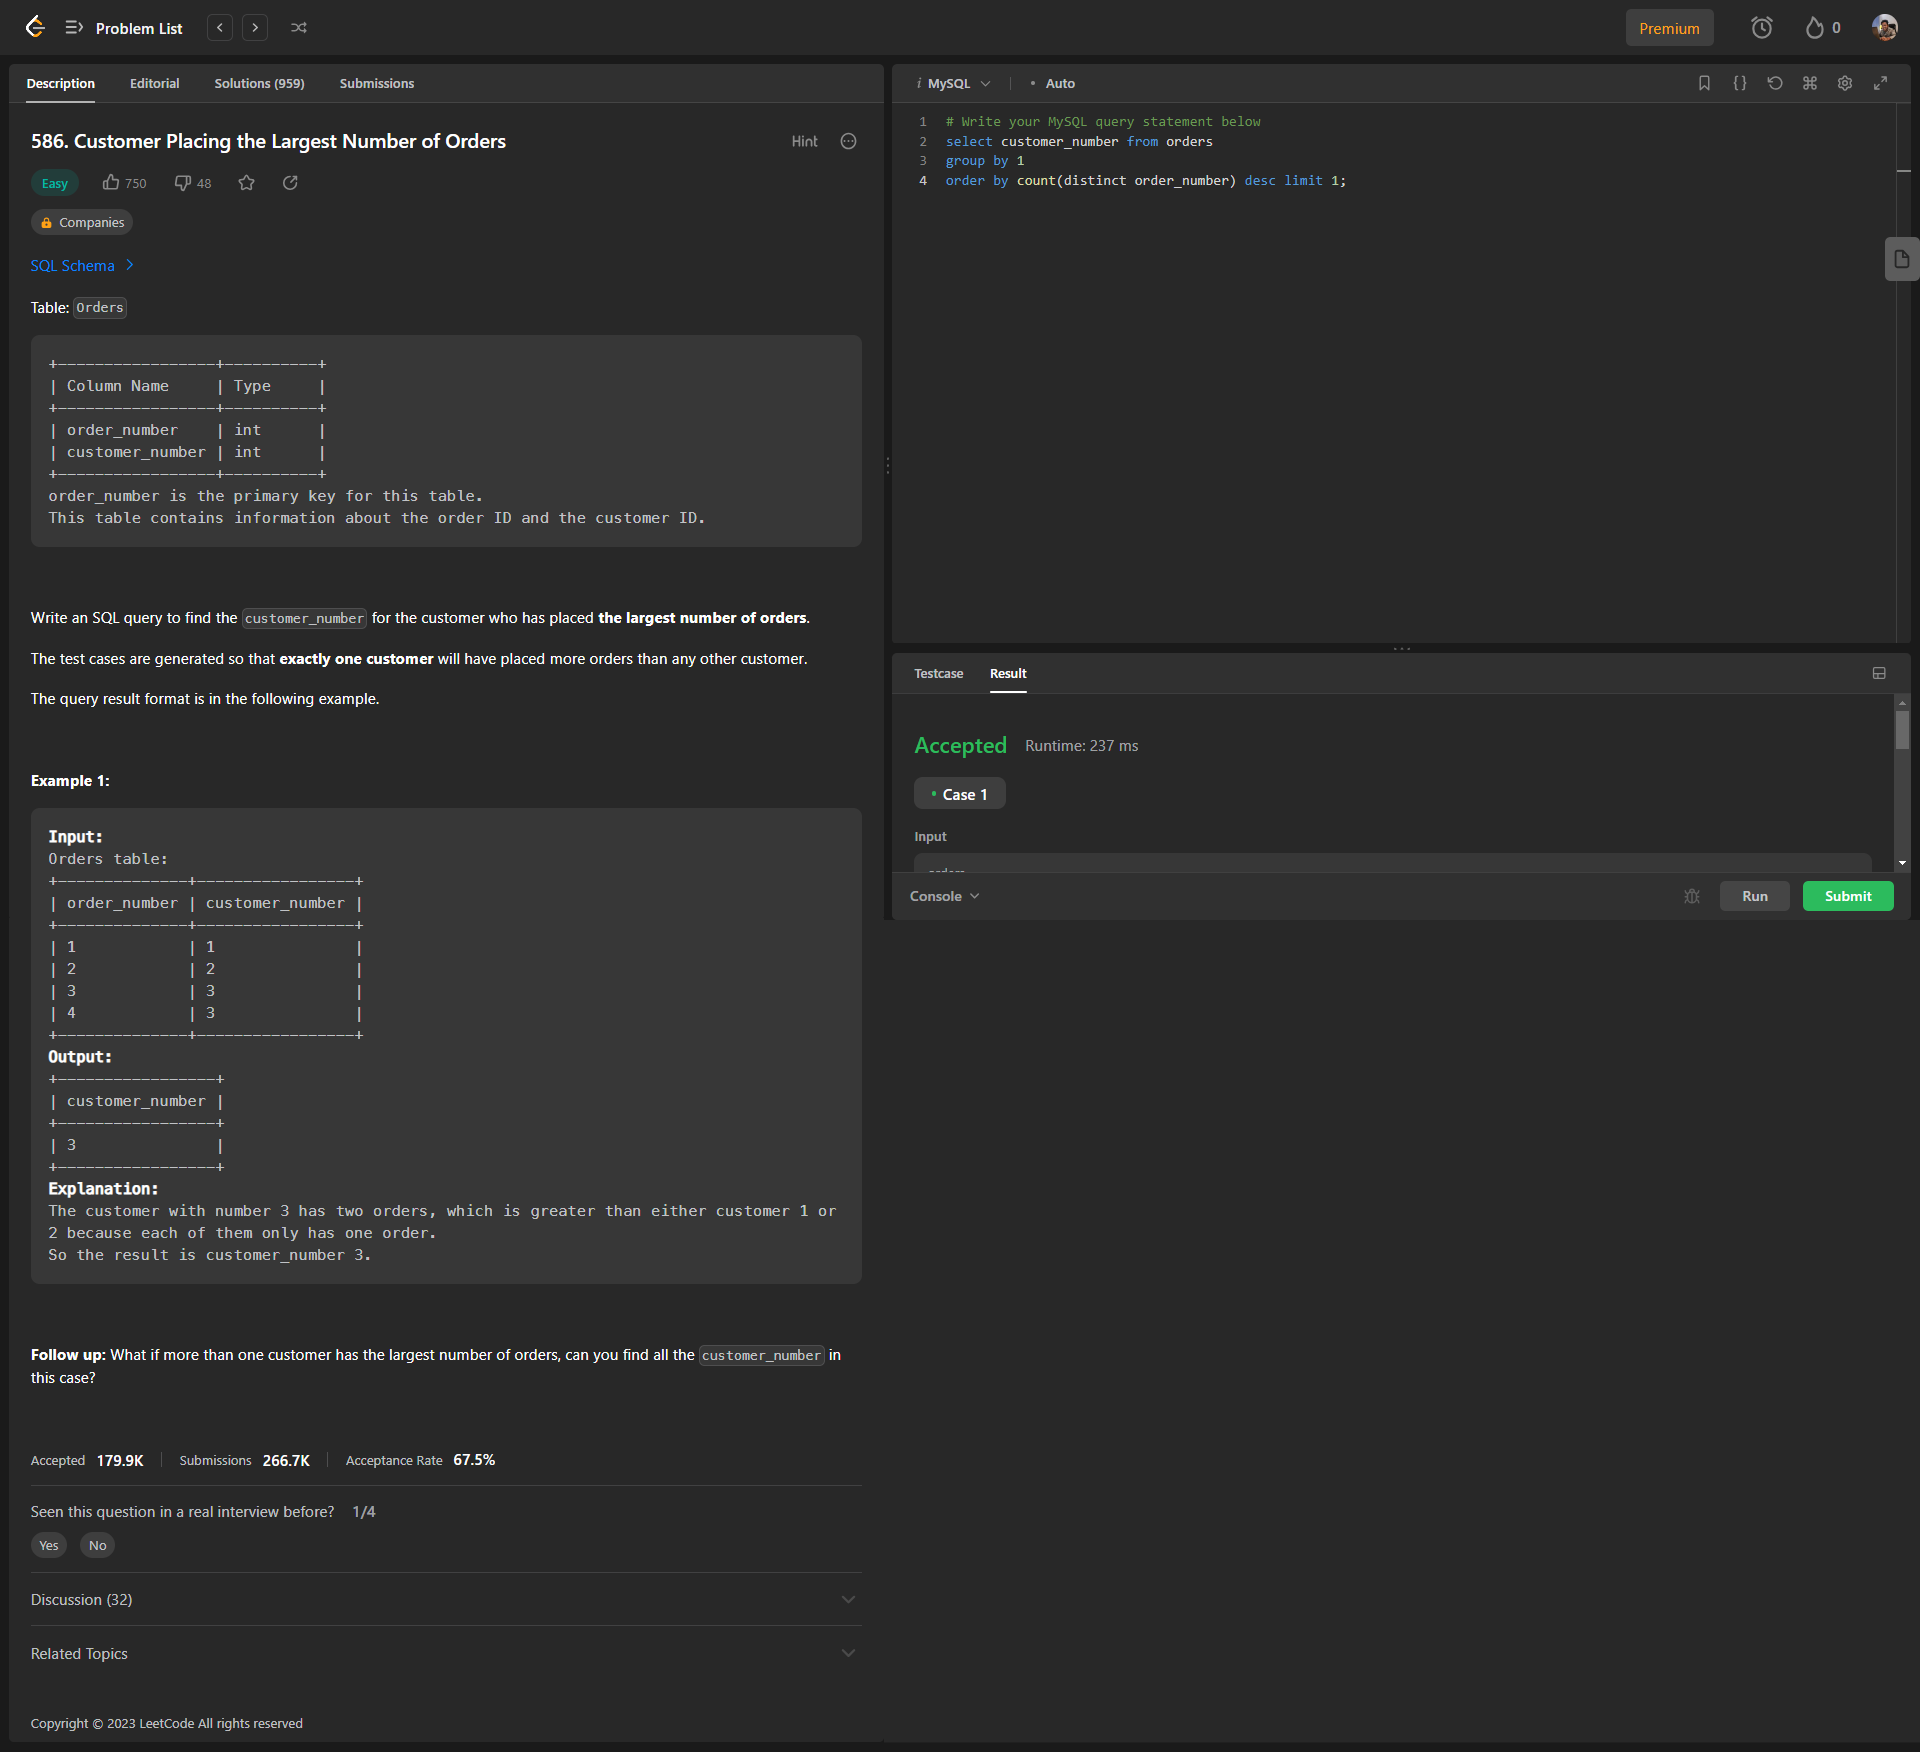 Problem List
Premium
0
Description Editorial Solutions (959) Submissions
586. Customer Placing the Largest Number of Orders
Hint
Easy 750 48
Companies
SQL Schema
Table: Orders
+-----------------+----------+
| Column Name     | Type     |
+-----------------+----------+
| order_number    | int      |
| customer_number | int      |
+-----------------+----------+
order_number is the primary key for this table.
This table contains information about the order ID and the customer ID.
Write an SQL query to find the customer_number for the customer who has placed the largest number of orders.
The test cases are generated so that exactly one customer will have placed more orders than any other customer.
The query result format is in the following example.
Example 1:
Input:
Orders table:
+--------------+-----------------+
| order_number | customer_number |
+--------------+-----------------+
| 1            | 1               |
| 2            | 2               |
| 3            | 3               |
| 4            | 3               |
+--------------+-----------------+
Output:
+-----------------+
| customer_number |
+-----------------+
| 3               |
+-----------------+
Explanation:
The customer with number 3 has two orders, which is greater than either customer 1 or
2 because each of them only has one order.
So the result is customer_number 3.
Follow up: What if more than one customer has the largest number of orders, can you find all the customer_number in
this case?
Accepted 179.9K Submissions 266.7K Acceptance Rate 67.5%
Seen this question in a real interview before? 1/4
Yes No
Discussion (32)
Related Topics
Copyright © 2023 LeetCode All rights reserved
i MySQL • Auto
1 # Write your MySQL query statement below
2 select customer_number from orders
3 group by 1
4 order by count(distinct order_number) desc limit 1;
Testcase Result
Accepted Runtime: 237 ms
• Case 1
Input
Console
Run Submit